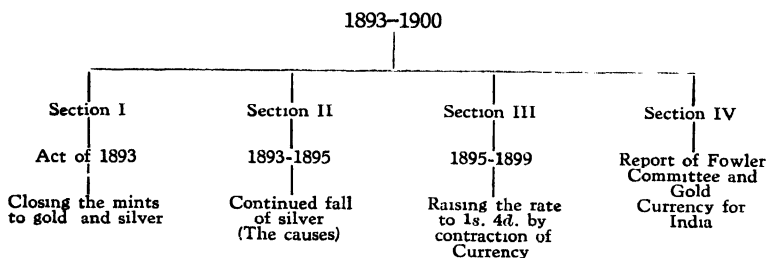 1893–1900
Section I
Act of 1893
Closing the mints
to gold and silver
Section II
1893-1895
Continued fall
of silver
(The causes)
Section III
1895-1899
Raising the rate
to 1s. 4d. by
contraction of
Currency
Section IV
Report of Fowler
Committee and
Gold
Currency for
India